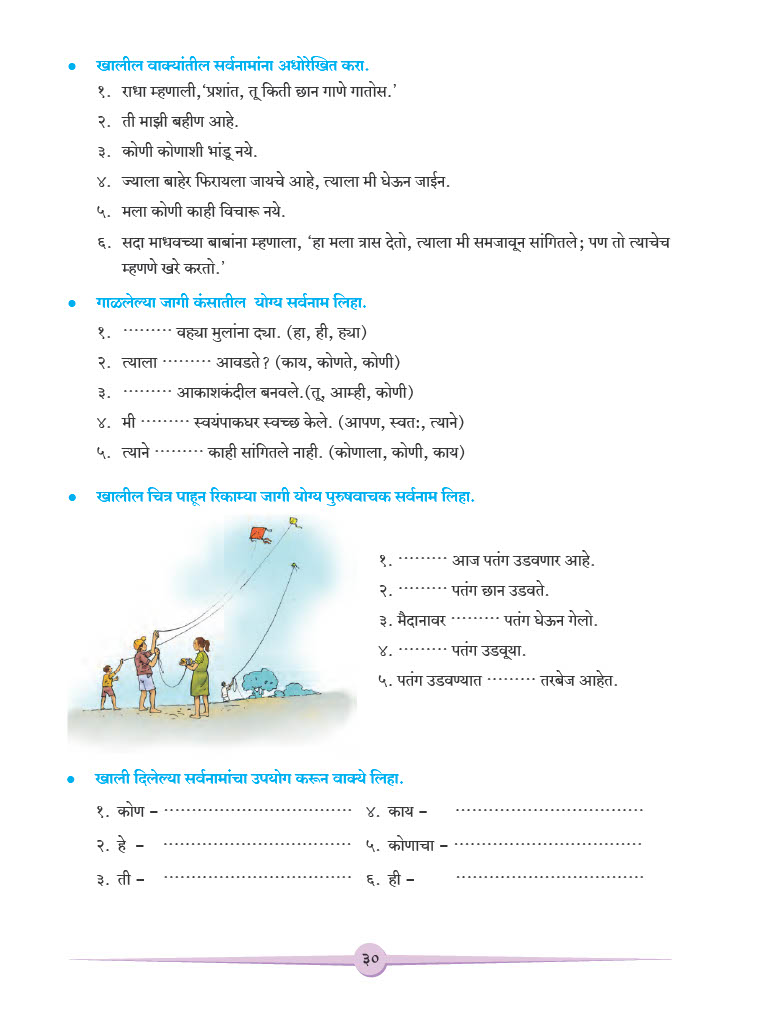 ● खालील वाक्यांतील सर्वनामांना अधोरेखित करा.
१. राधा म्हणाली,‘प्रशांत, तू किती छान गाणे गातोस.’
२. ती माझी बहीण आहे.
३. कोणी कोणाशी भांडू नये.
४. ज्याला बाहेर फिरायला जायचे आहे, त्याला मी घेऊन जाईन.
५. मला कोणी काही विचारू नये.
६. सदा माधवच्या बाबांना म्हणाला, ‘हा मला त्रास देतो, त्याला मी समजावून सांगितले; पण तो त्याचेच
म्हणणे खरे करतो.’
● गाळलेल्या जागी कंसातील योग्य सर्वनाम लिहा.
१. ......... वह्या मुलांना द्या. (हा, ही, ह्या)
२. त्याला ......... आवडते? (काय, कोणते, कोणी)
३. ......... आकाशकंदील बनवले.(तू, आम्ही, कोणी)
४. मी ......... स्वयंपाकघर स्वच्छ केले. (आपण, स्वतः, त्याने)
५. त्याने ......... काही सांगितले नाही. (कोणाला, कोणी, काय)
● खालील चित्र पाहून रिकाम्या जागी योग्य पुरुषवाचक सर्वनाम लिहा.
१. ......... आज पतंग उडवणार आहे.
२. ......... पतंग छान उडवते.
३. मैदानावर ......... पतंग घेऊन गेलो.
४. ......... पतंग उडवूया.
५. पतंग उडवण्यात ......... तरबेज आहेत.
● खाली दिलेल्या सर्वनामांचा उपयोग करून वाक्ये लिहा.
१. कोण – .................................. ४. काय – ..................................
२. हे – .................................. ५. कोणाचा – ..................................
३. ती – .................................. ६. ही – ..................................
३०